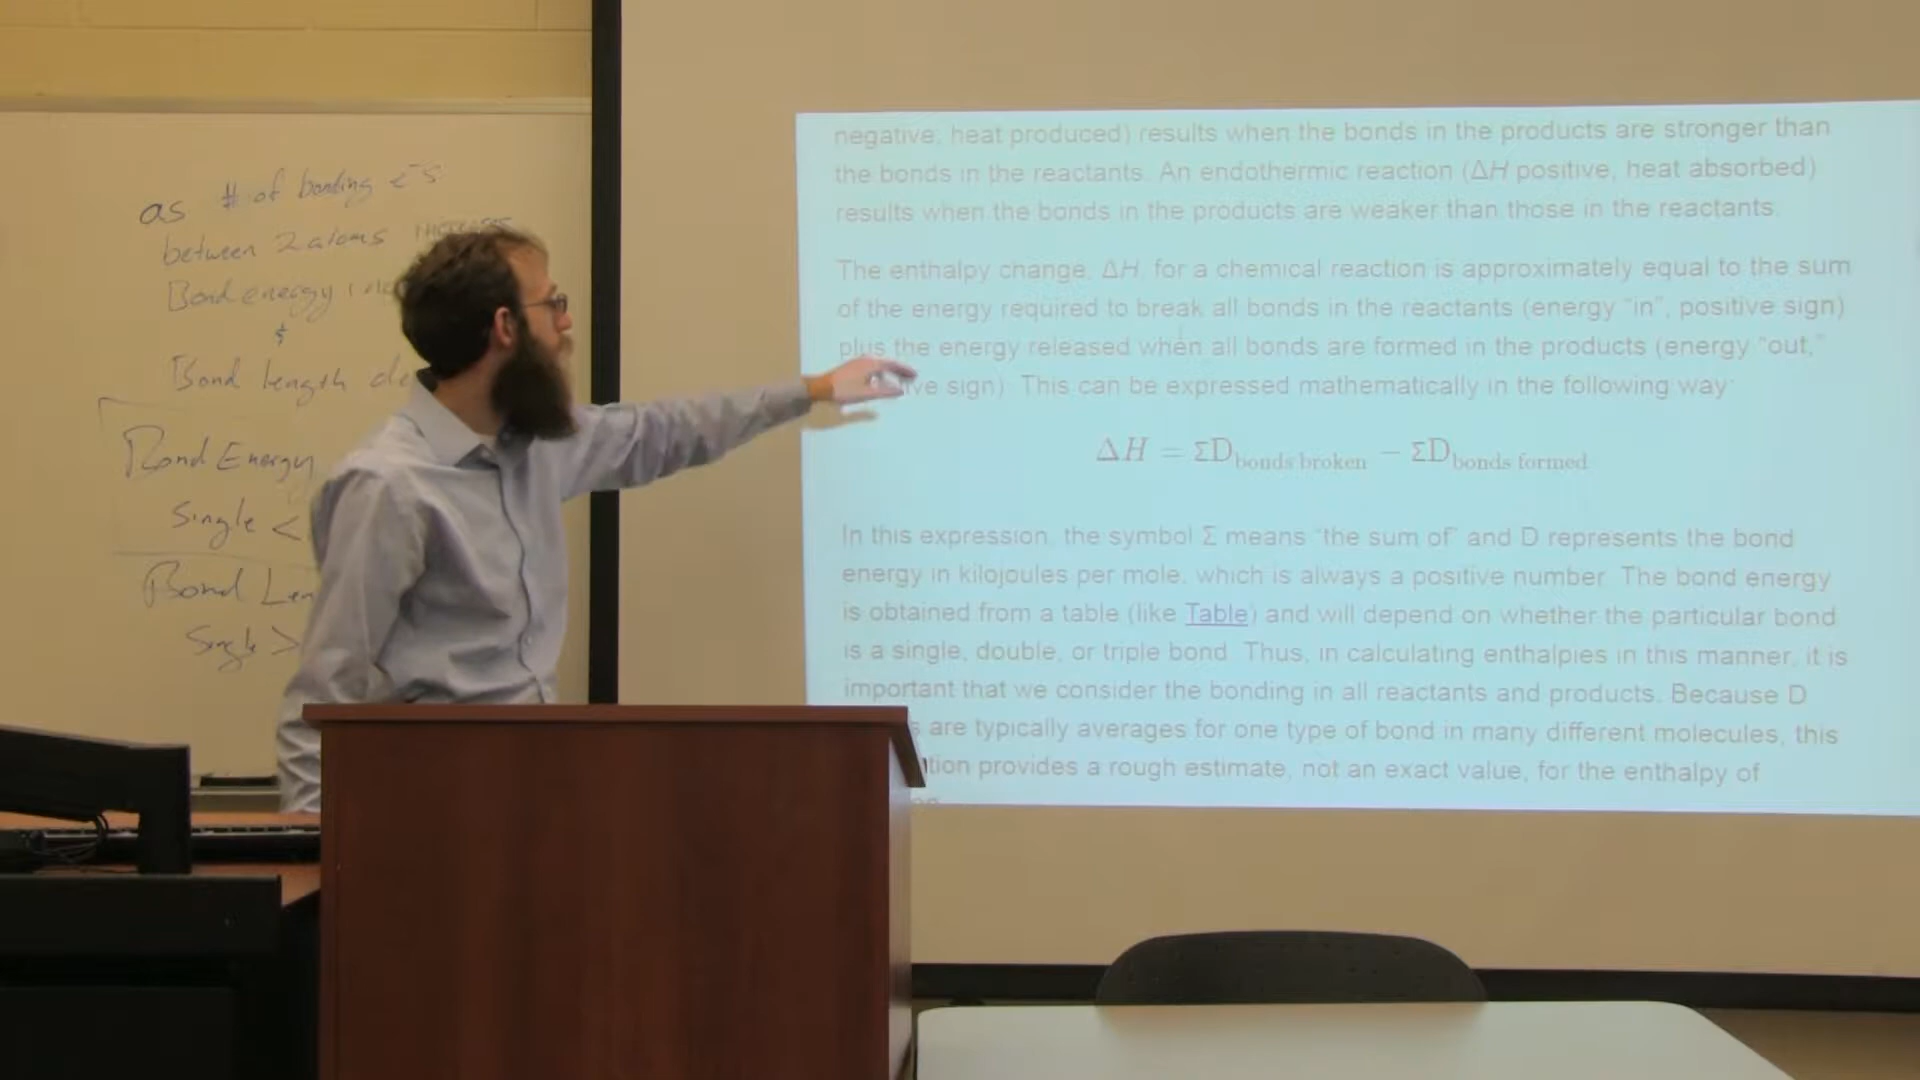 as # of bonding e⁻s
between 2 atoms increases
Bond energy
&
Bond length
Bond Energy
Single <
Bond Len
Single >
negative, heat produced) results when the bonds in the products are stronger than
the bonds in the reactants. An endothermic reaction (ΔH positive, heat absorbed)
results when the bonds in the products are weaker than those in the reactants.
The enthalpy change, ΔH, for a chemical reaction is approximately equal to the sum
of the energy required to break all bonds in the reactants (energy “in”, positive sign)
plus the energy released when all bonds are formed in the products (energy “out,”
sign). This can be expressed mathematically in the following way:
ΔH = ΣD bonds broken − ΣD bonds formed
In this expression, the symbol Σ means “the sum of” and D represents the bond
energy in kilojoules per mole, which is always a positive number. The bond energy
is obtained from a table (like Table) and will depend on whether the particular bond
is a single, double, or triple bond. Thus, in calculating enthalpies in this manner, it is
important that we consider the bonding in all reactants and products. Because D
are typically averages for one type of bond in many different molecules, this
provides a rough estimate, not an exact value, for the enthalpy of